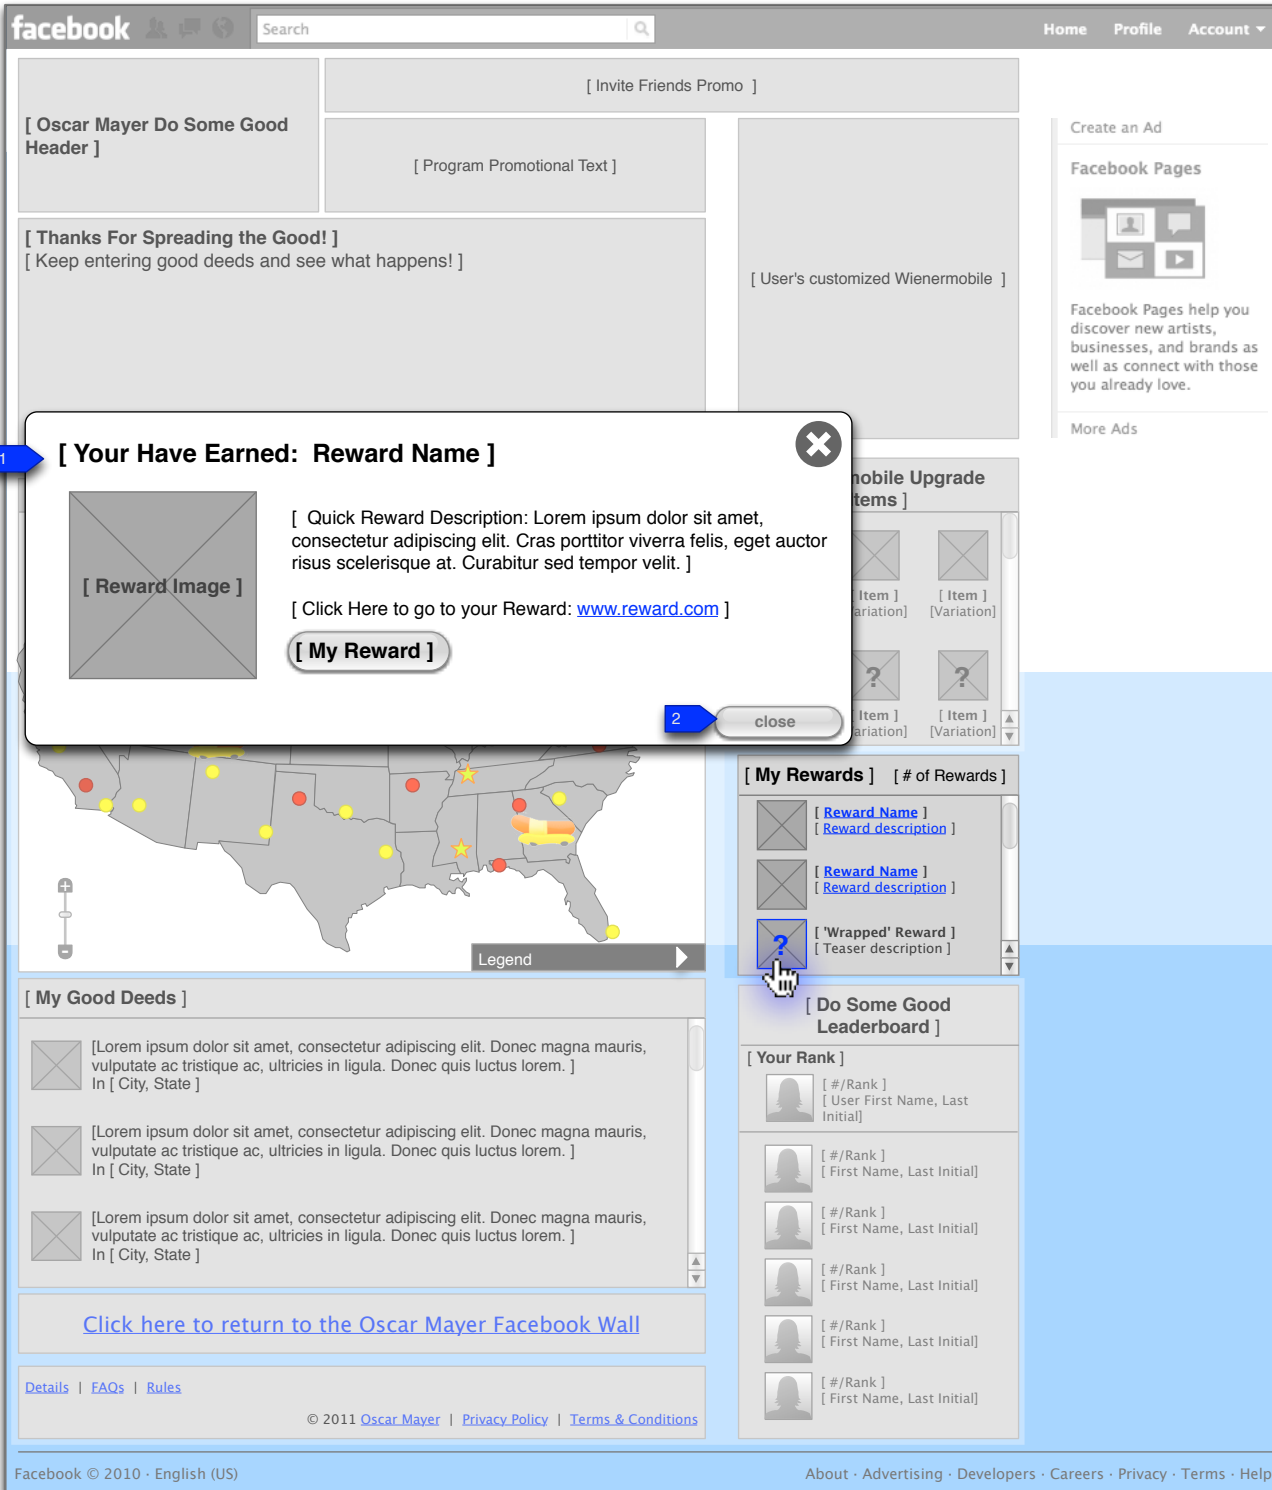 facebook
Search
Home Profile Account
[ Oscar Mayer Do Some Good
Header ]
[ Invite Friends Promo ]
[ Program Promotional Text ]
[ Thanks For Spreading the Good! ]
[ Keep entering good deeds and see what happens! ]
[ User's customized Wienermobile ]
Create an Ad
Facebook Pages
Facebook Pages help you
discover new artists,
businesses, and brands as
well as connect with those
you already love.
More Ads
1
[ Your Have Earned: Reward Name ]
[ Reward Image ]
[ Quick Reward Description: Lorem ipsum dolor sit amet,
consectetur adipiscing elit. Cras porttitor viverra felis, eget auctor
risus scelerisque at. Curabitur sed tempor velit. ]
[ Click Here to go to your Reward: www.reward.com ]
[ My Reward ]
2
close
Upgrade
[ Item ]
[Variation]
?
?
[ Item ]
[Variation]
Legend
[ My Rewards ] [ # of Rewards ]
[ Reward Name ]
[ Reward description ]
[ Reward Name ]
[ Reward description ]
?
[ 'Wrapped' Reward ]
[ Teaser description ]
[ My Good Deeds ]
[Lorem ipsum dolor sit amet, consectetur adipiscing elit. Donec magna mauris,
vulputate ac tristique ac, ultricies in ligula. Donec quis luctus lorem. ]
In [ City, State ]
[Lorem ipsum dolor sit amet, consectetur adipiscing elit. Donec magna mauris,
vulputate ac tristique ac, ultricies in ligula. Donec quis luctus lorem. ]
In [ City, State ]
[Lorem ipsum dolor sit amet, consectetur adipiscing elit. Donec magna mauris,
vulputate ac tristique ac, ultricies in ligula. Donec quis luctus lorem. ]
In [ City, State ]
[ Do Some Good
Leaderboard ]
[ Your Rank ]
[ #/Rank ]
[ User First Name, Last
Initial]
[ #/Rank ]
[ First Name, Last Initial]
[ #/Rank ]
[ First Name, Last Initial]
[ #/Rank ]
[ First Name, Last Initial]
[ #/Rank ]
[ First Name, Last Initial]
[ #/Rank ]
[ First Name, Last Initial]
Click here to return to the Oscar Mayer Facebook Wall
Details | FAQs | Rules
© 2011 Oscar Mayer | Privacy Policy | Terms & Conditions
Facebook © 2010 · English (US)
About · Advertising · Developers · Careers · Privacy · Terms · Help